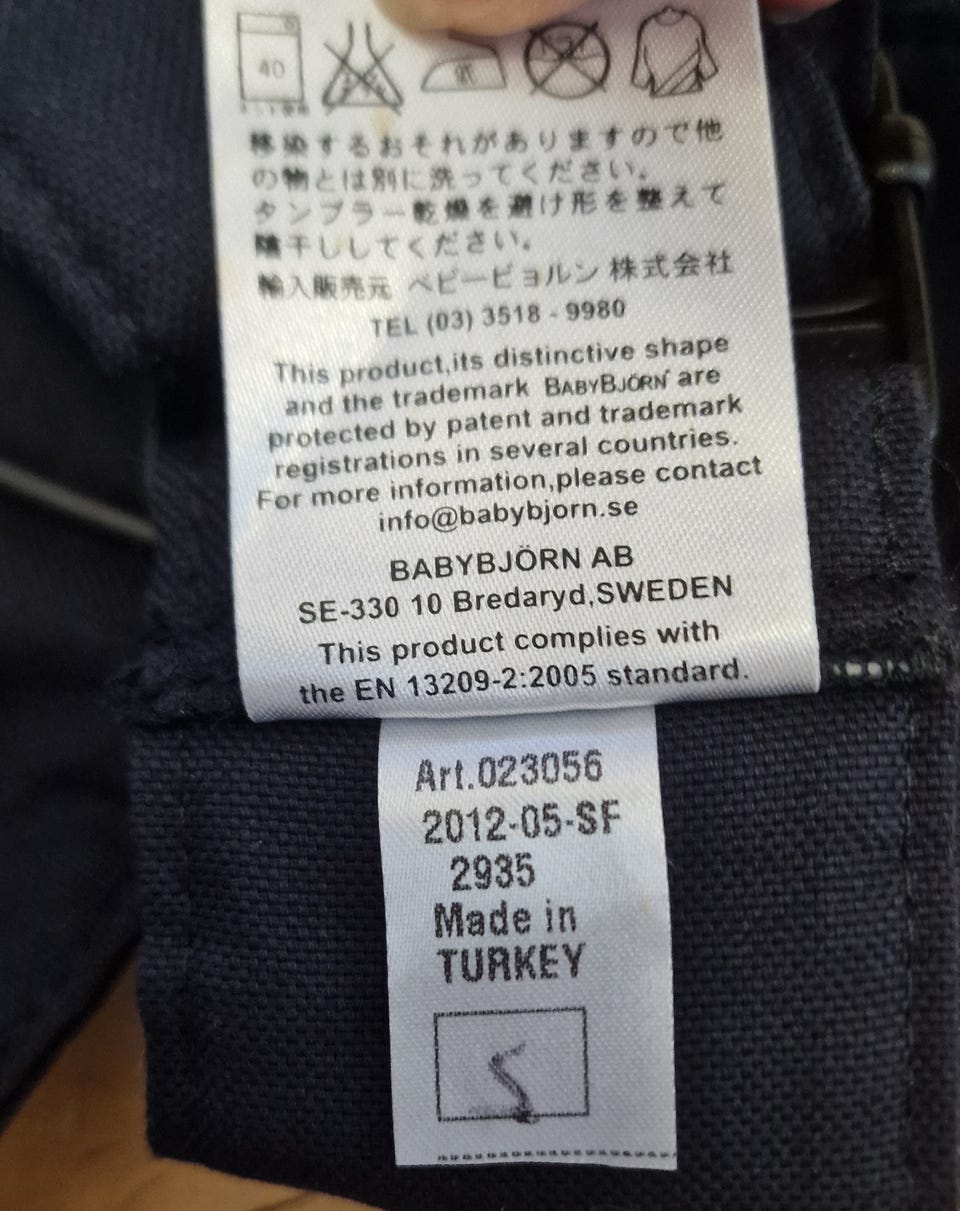 40
移染するおそれがありますので他
の物とは別に洗ってください。
タンブラー乾燥を避け形を整えて
陰干ししてください。
輸入販売元 ベビービョルン 株式会社
TEL (03) 3518 - 9980
This product,its distinctive shape
and the trademark BABYBJÖRN® are
protected by patent and trademark
registrations in several countries.
For more information,please contact
info@babybjorn.se
BABYBJÖRN AB
SE-330 10 Bredaryd,SWEDEN
This product complies with
the EN 13209-2:2005 standard.
Art.023056
2012-05-SF
2935
Made in
TURKEY